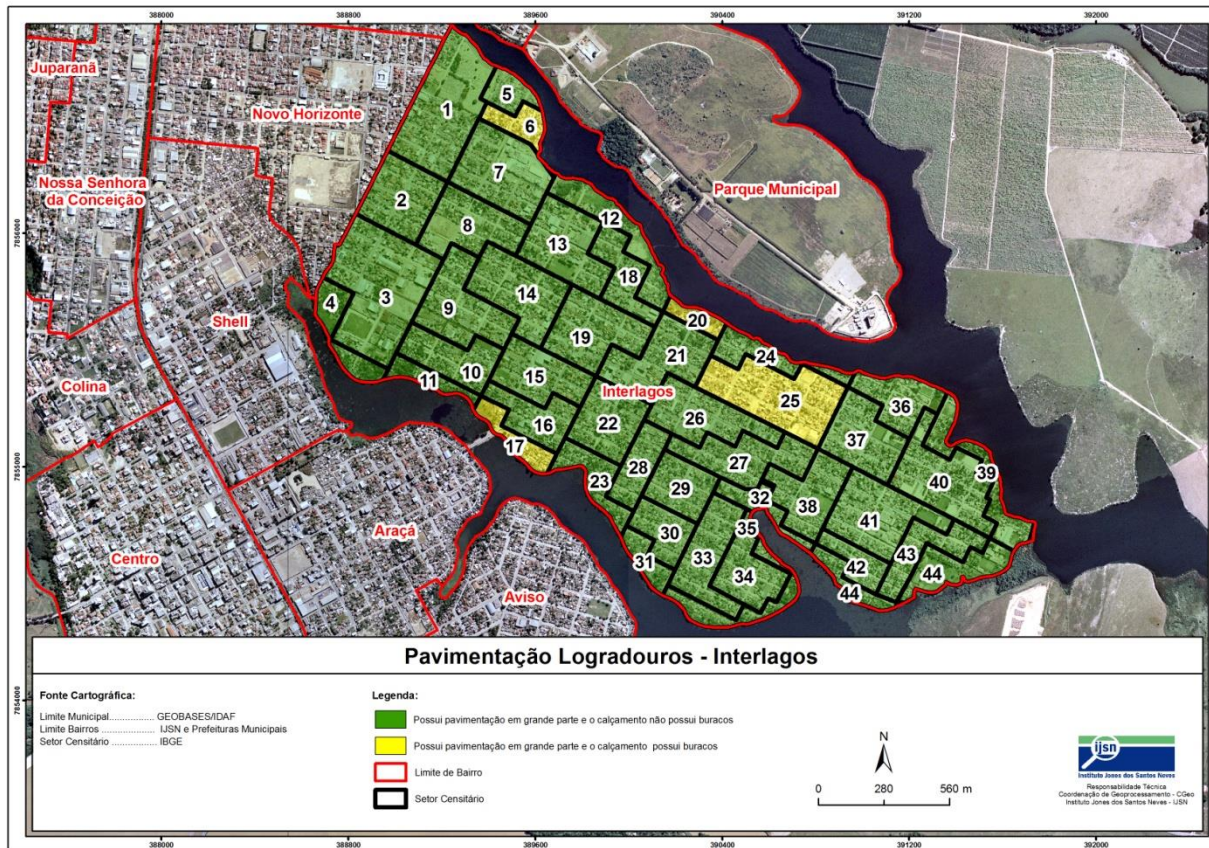 388000
388800
389600
390400
391200
392000
7856000
7855000
7854000
Juparanã
Novo Horizonte
Nossa Senhora
da Conceição
Parque Municipal
Shell
Colina
Interlagos
Araçá
Centro
Aviso
1
5
6
7
2
8
12
13
18
3
4
14
9
20
19
21
24
10
11
15
25
36
16
22
26
37
17
27
39
28
40
23
29
32
38
41
35
30
33
43
31
42
34
44
44
Pavimentação Logradouros - Interlagos
Fonte Cartográfica:
Limite Municipal................ GEOBASES/IDAF
Limite Bairros ................... IJSN e Prefeituras Municipais
Setor Censitário ............... IBGE
Legenda:
Possui pavimentação em grande parte e o calçamento não possui buracos
Possui pavimentação em grande parte e o calçamento possui buracos
Limite de Bairro
Setor Censitário
N
0 280 560 m
ijsn
Instituto Jones dos Santos Neves
Responsabilidade Técnica
Coordenação de Geoprocessamento - CGeo
Instituto Jones dos Santos Neves - IJSN
388000
388800
389600
390400
391200
392000